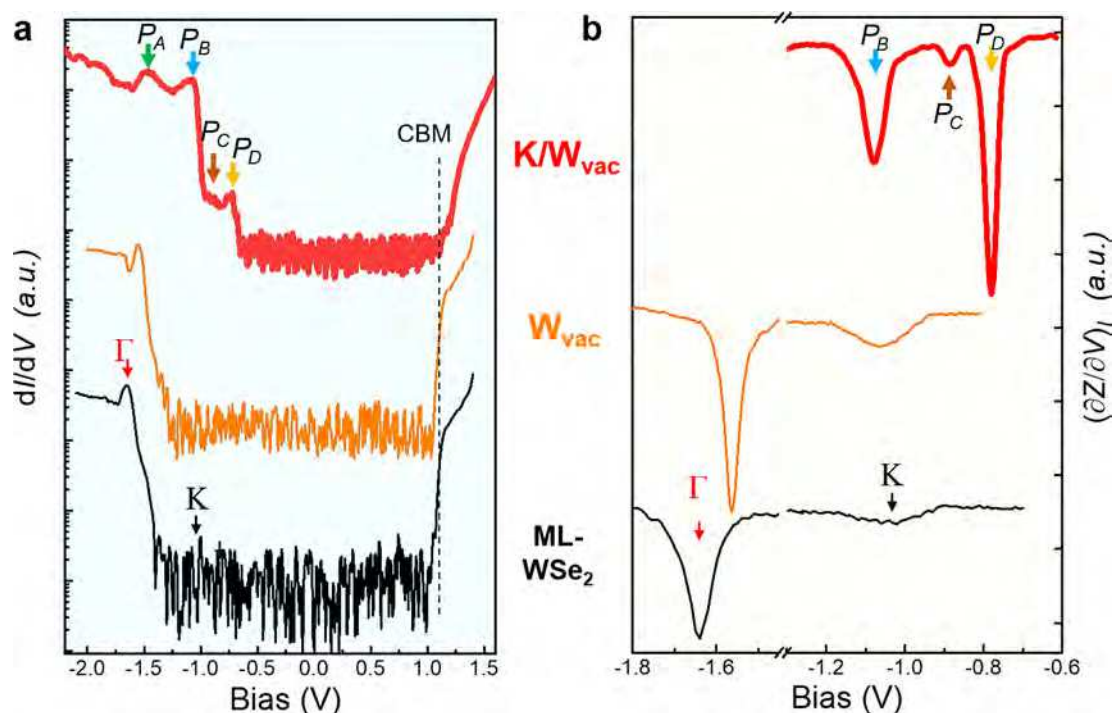 a
P_A
P_B
P_C
P_D
CBM
Γ
K
dI/dV (a.u.)
-2.0 -1.5 -1.0 -0.5 0.0 0.5 1.0 1.5
Bias (V)
K/W_vac
W_vac
ML-
WSe₂
b
P_B
P_D
P_C
Γ
K
(∂Z/∂V)_I (a.u.)
-1.8 -1.6 -1.2 -1.0 -0.8 -0.6
Bias (V)